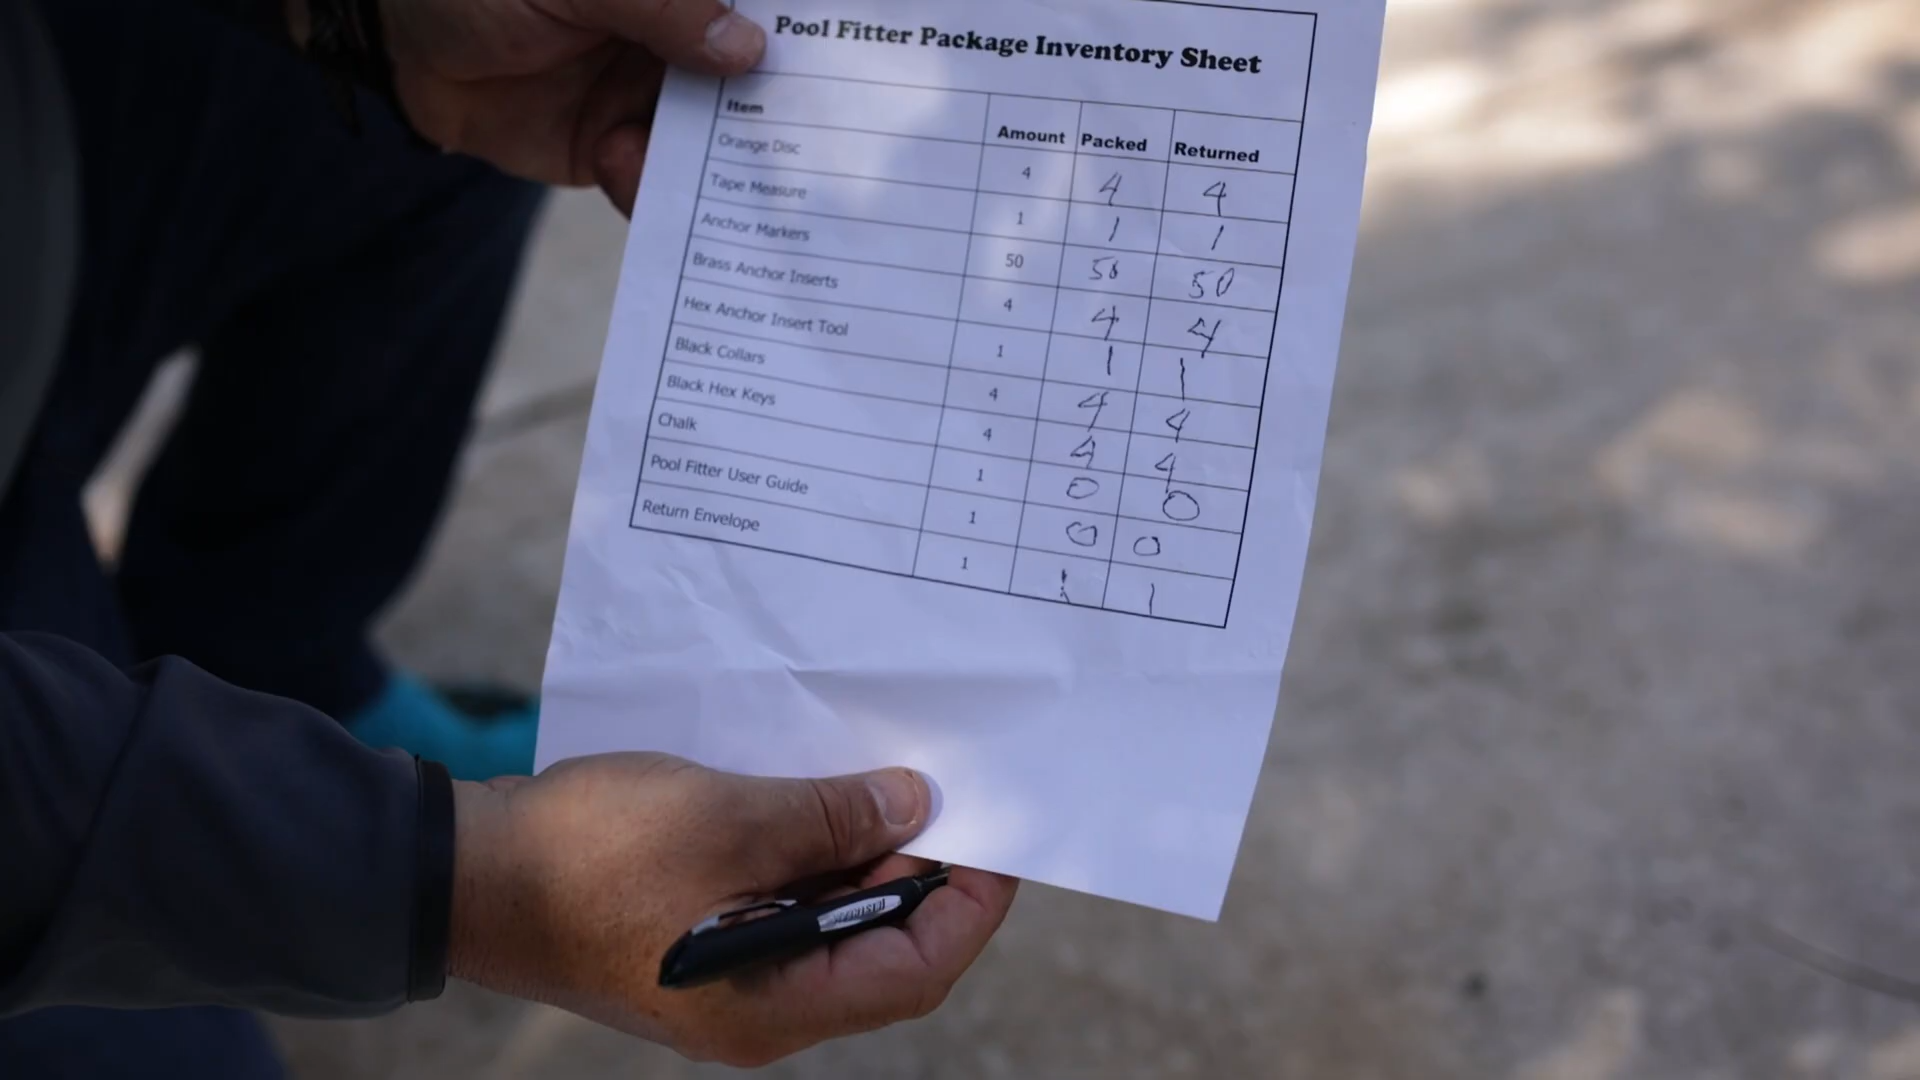 Pool Fitter Package Inventory Sheet
Item Amount Packed Returned
Orange Disc 4 4 4
Tape Measure 1 1 1
Anchor Markers 50 50 50
Brass Anchor Inserts 4 4 4
Hex Anchor Insert Tool 1 1 1
Black Collars 4 4 4
Black Hex Keys 4 4 4
Chalk 1 0 0
Pool Fitter User Guide 1 0 0
Return Envelope 1 1 1